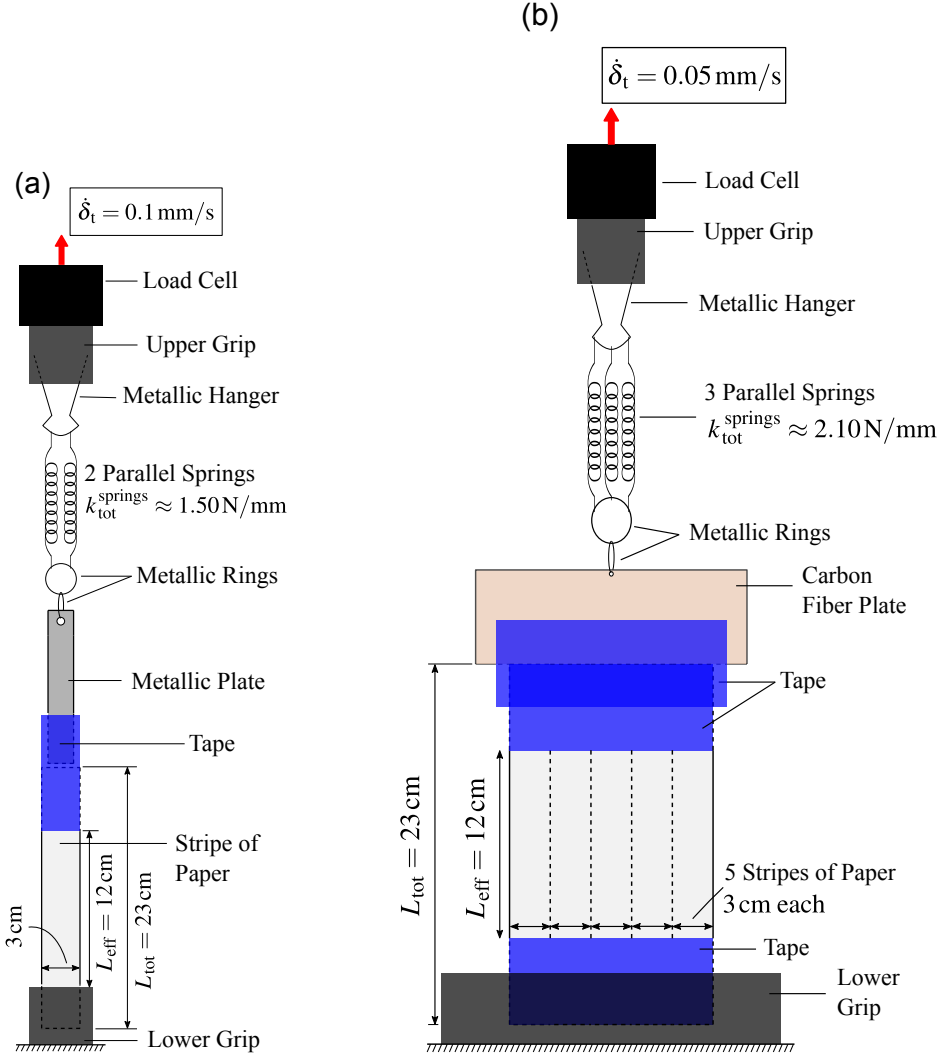 (a)
δ̇t = 0.1 mm/s
Load Cell
Upper Grip
Metallic Hanger
2 Parallel Springs
k_tot^springs ≈ 1.50 N/mm
Metallic Rings
Metallic Plate
Tape
Stripe of
Paper
3 cm
L_eff = 12 cm
L_tot = 23 cm
Lower Grip
(b)
δ̇t = 0.05 mm/s
Load Cell
Upper Grip
Metallic Hanger
3 Parallel Springs
k_tot^springs ≈ 2.10 N/mm
Metallic Rings
Carbon
Fiber Plate
Tape
L_tot = 23 cm
L_eff = 12 cm
5 Stripes of Paper
3 cm each
Tape
Lower
Grip